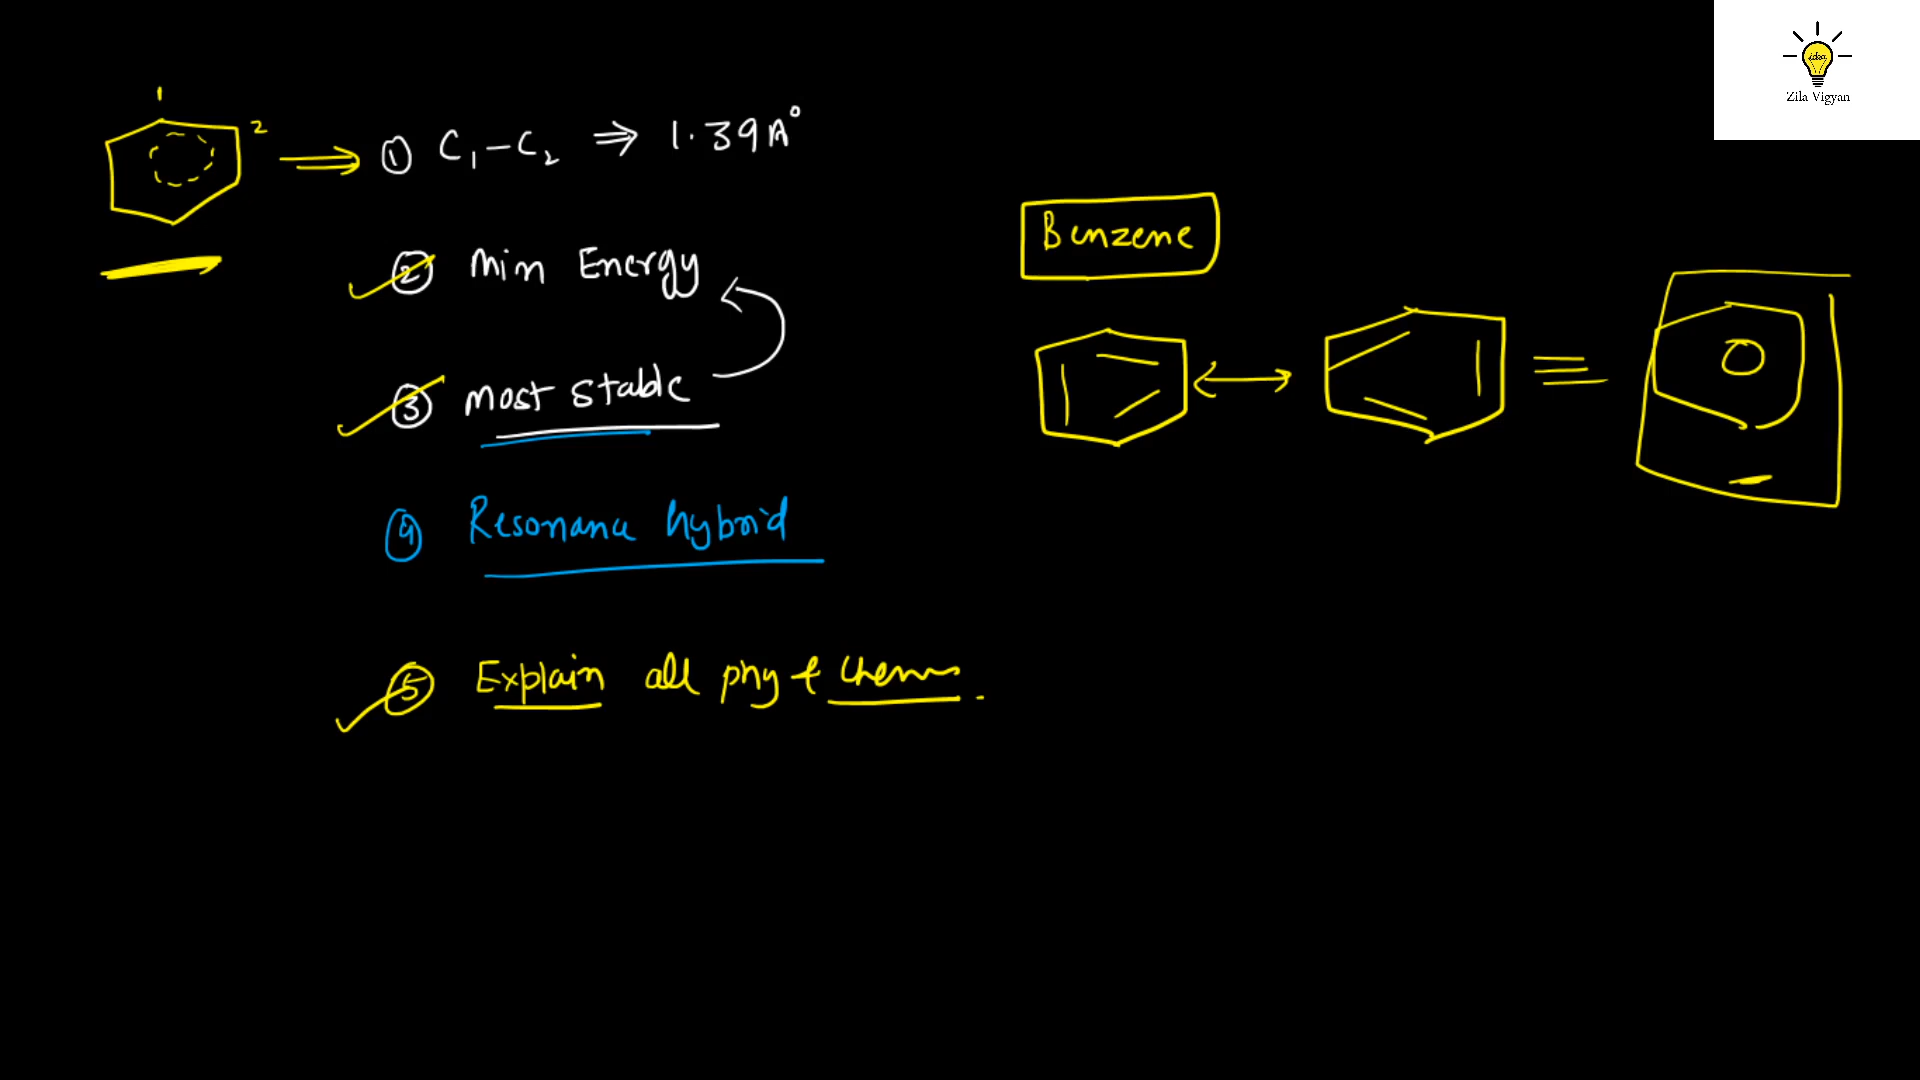 idea
Zila Vigyan
1
2
① C₁-C₂ ⇒ 1.39A°
② Min Energy
③ most stable
④ Resonance hybrid
⑤ Explain all phy & chem.
Benzene